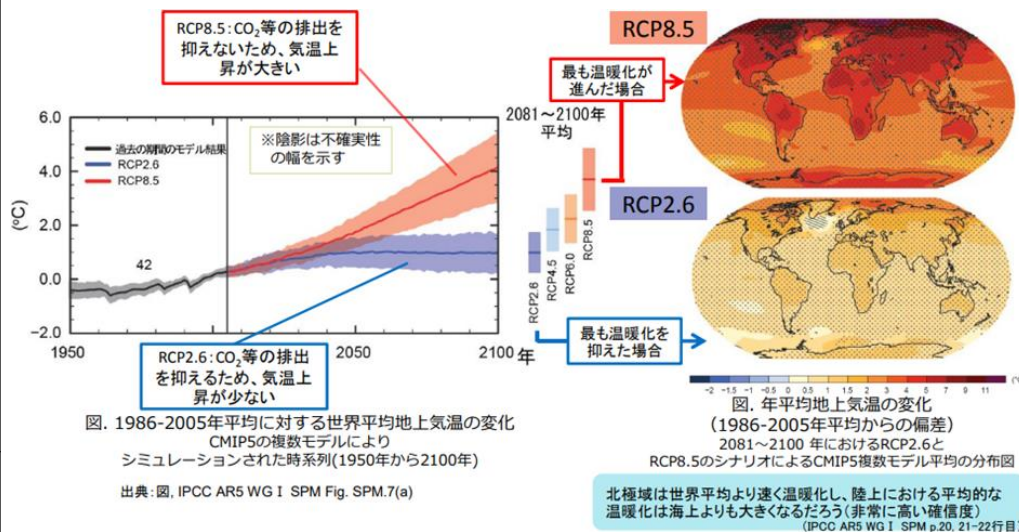 RCP8.5:CO₂等の排出を
抑えないため、気温上
昇が大きい
6.0
4.0
2.0
0.0
−2.0
(°C)
過去の期間のモデル結果
RCP2.6
RCP8.5
※陰影は不確実性
の幅を示す
42
1950
2050
2100
年
RCP2.6:CO₂等の排出
を抑えるため、気温上
昇が少ない
2081～2100年
平均
RCP2.6
RCP4.5
RCP6.0
RCP8.5
最も温暖化が
進んだ場合
最も温暖化を
抑えた場合
RCP8.5
RCP2.6
−2 −1.5 −1 −0.5 0 0.5 1 1.5 2 3 4 5 7 9 11
図. 1986-2005年平均に対する世界平均地上気温の変化
CMIP5の複数モデルにより
シミュレーションされた時系列(1950年から2100年)
出典：図, IPCC AR5 WG Ⅰ SPM Fig. SPM.7(a)
図. 年平均地上気温の変化
(1986-2005年平均からの偏差)
2081～2100 年におけるRCP2.6と
RCP8.5のシナリオによるCMIP5複数モデル平均の分布図
北極域は世界平均より速く温暖化し、陸上における平均的な
温暖化は海上よりも大きくなるだろう(非常に高い確信度)
(IPCC AR5 WG Ⅰ SPM p.20, 21-22行目)